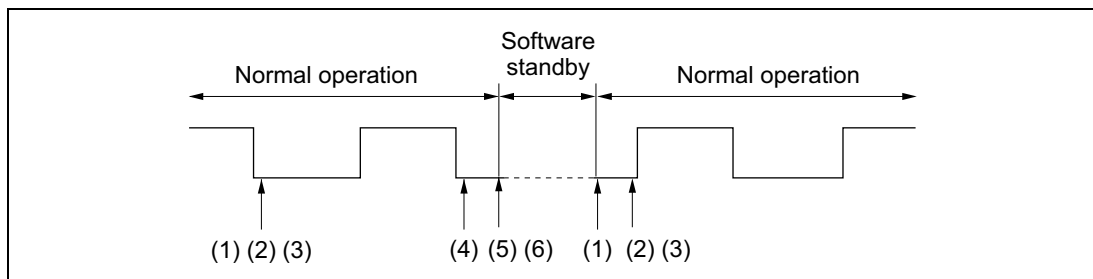 Software
standby
Normal operation
Normal operation
(1) (2) (3)
(4)
(5) (6)
(1)
(2) (3)